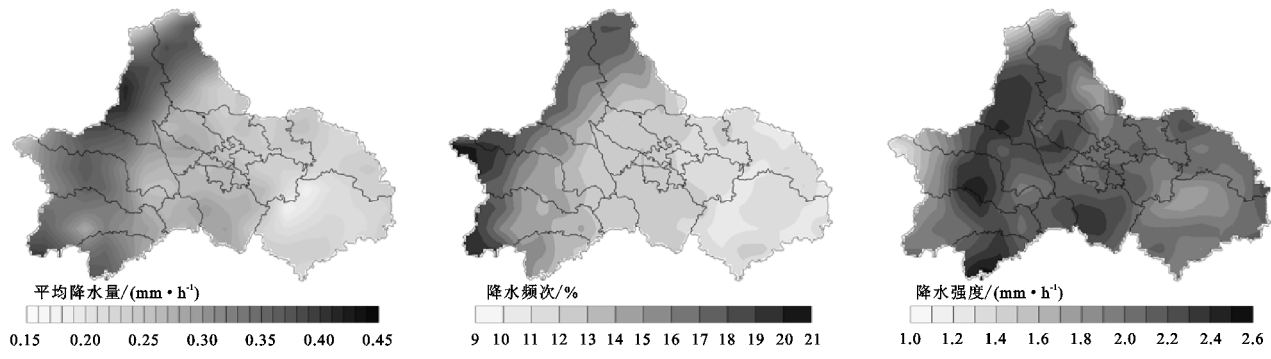 平均降水量/(mm·h⁻¹)
0.15 0.20 0.25 0.30 0.35 0.40 0.45
降水频次/%
9 10 11 12 13 14 15 16 17 18 19 20 21
降水强度/(mm·h⁻¹)
1.0 1.2 1.4 1.6 1.8 2.0 2.2 2.4 2.6